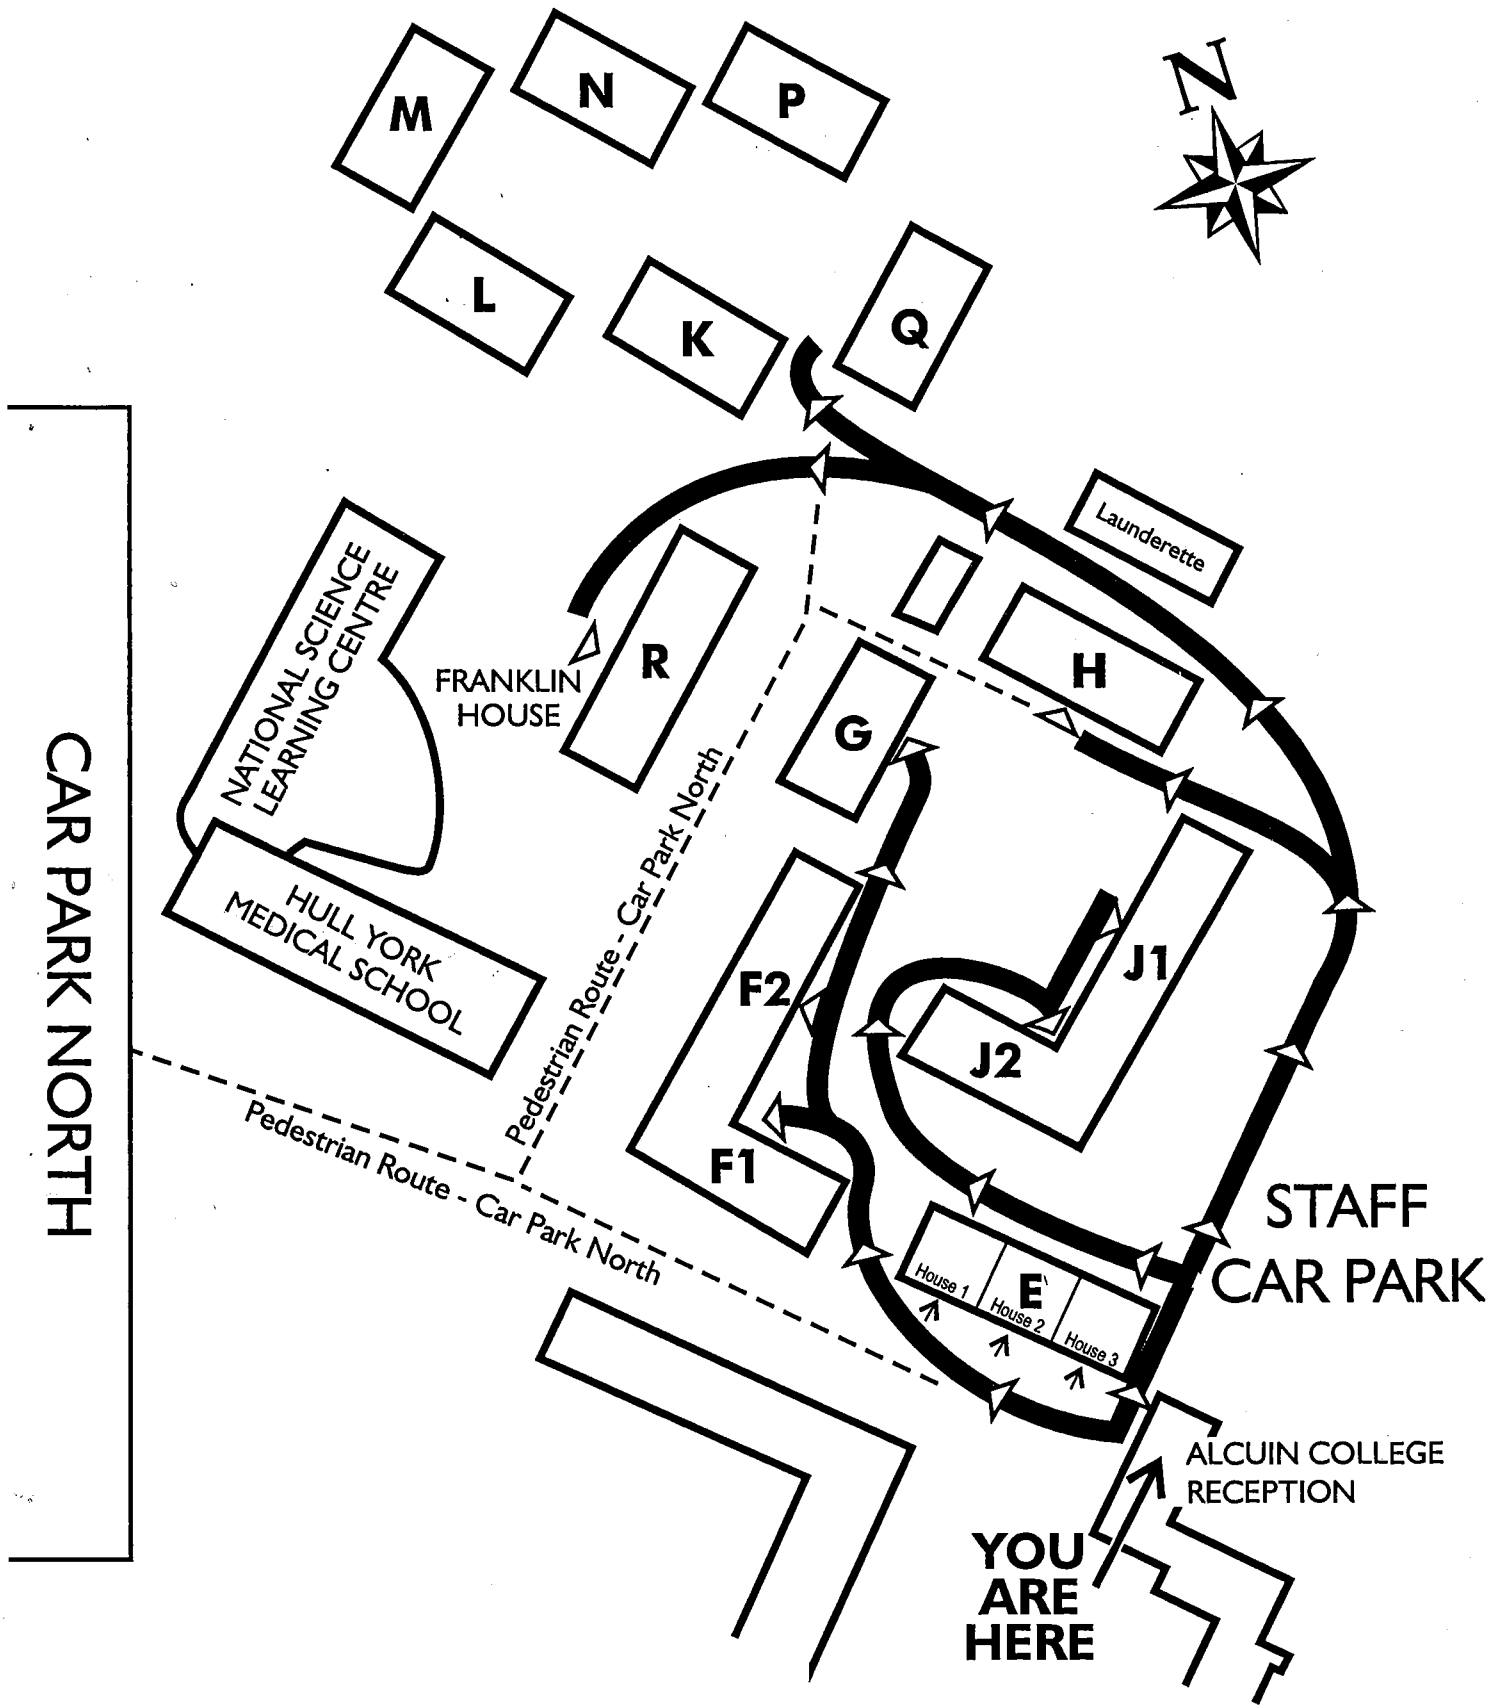 N
M
N
P
L
K
Q
Launderette
NATIONAL SCIENCE
LEARNING CENTRE
FRANKLIN
HOUSE
R
H
G
CAR PARK NORTH
HULL YORK
MEDICAL SCHOOL
Pedestrian Route - Car Park North
F2
J1
J2
F1
Pedestrian Route - Car Park North
STAFF
CAR PARK
E
House 1
House 2
House 3
ALCUIN COLLEGE
RECEPTION
YOU
ARE
HERE